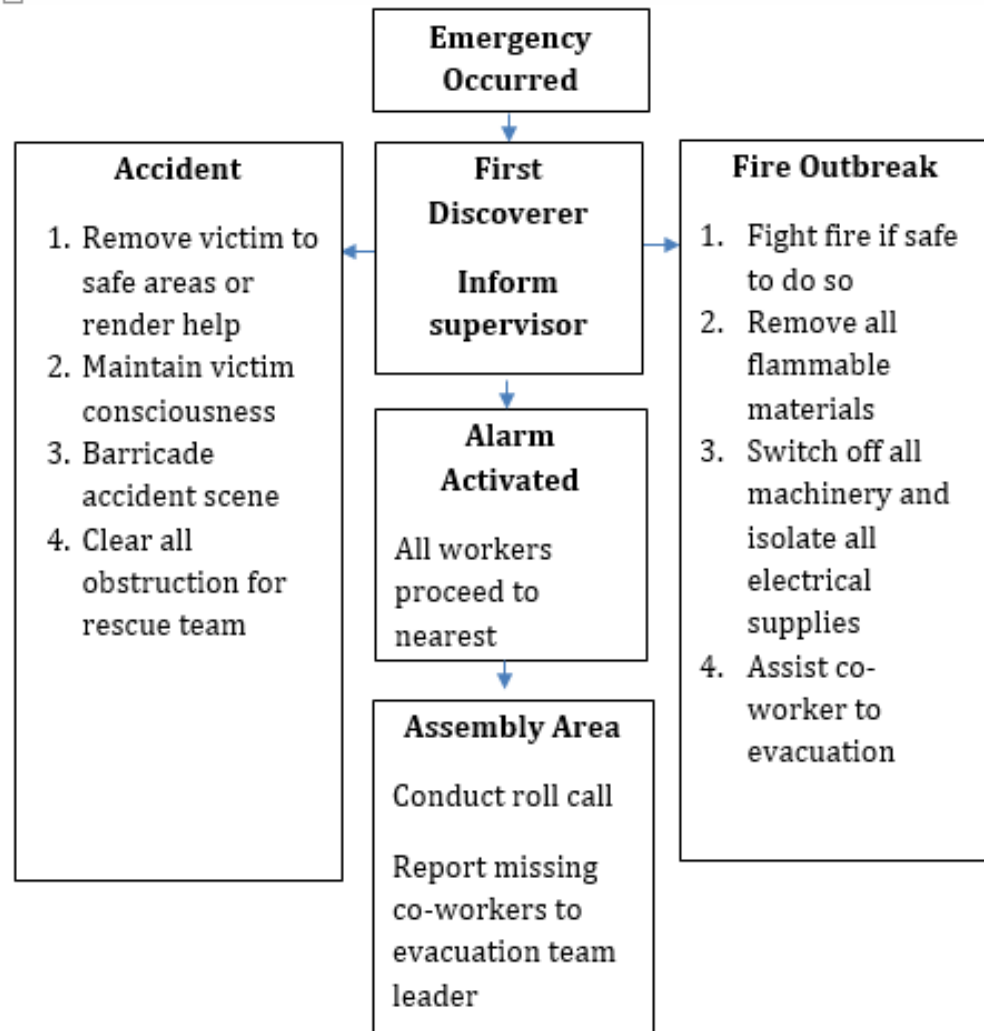 Emergency
Occurred
Accident
1. Remove victim to
safe areas or
render help
2. Maintain victim
consciousness
3. Barricade
accident scene
4. Clear all
obstruction for
rescue team
First
Discoverer
Inform
supervisor
Fire Outbreak
1. Fight fire if safe
to do so
2. Remove all
flammable
materials
3. Switch off all
machinery and
isolate all
electrical
supplies
4. Assist co-
worker to
evacuation
Alarm
Activated
All workers
proceed to
nearest
Assembly Area
Conduct roll call
Report missing
co-workers to
evacuation team
leader